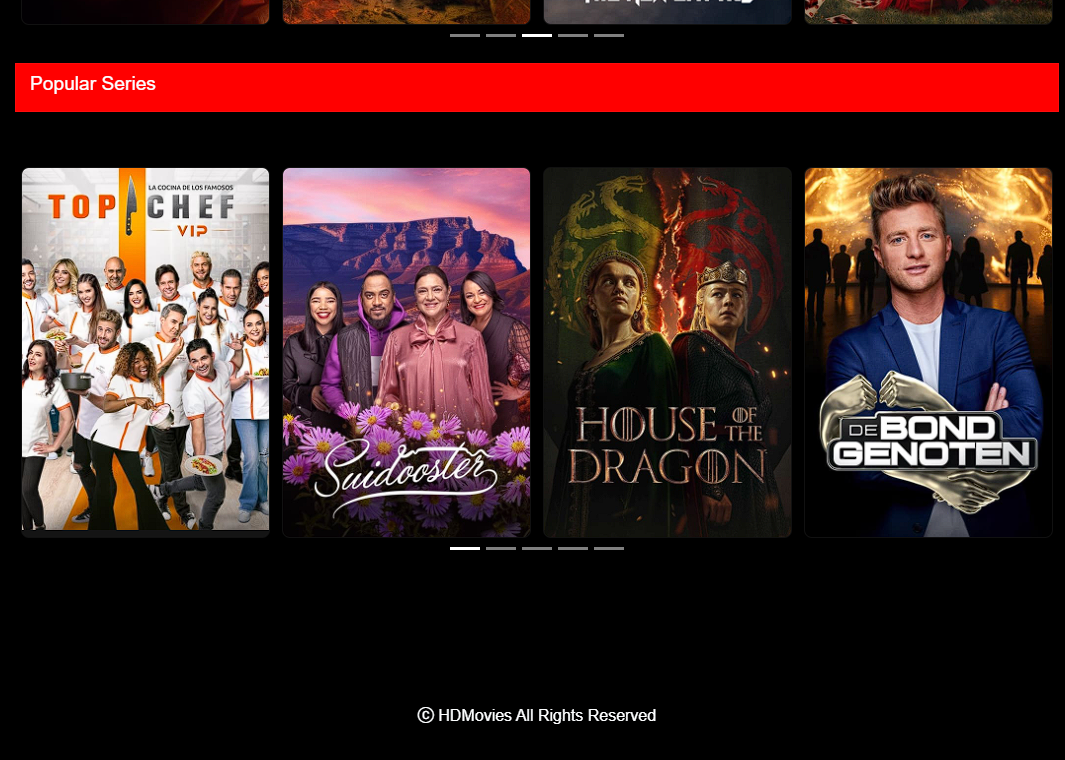 Popular Series
LA COCINA DE LOS FAMOSOS
TOP CHEF
VIP
Suidooster
HOUSE OF THE
DRAGON
DE BOND
GENOTEN
ⓒ HDMovies All Rights Reserved